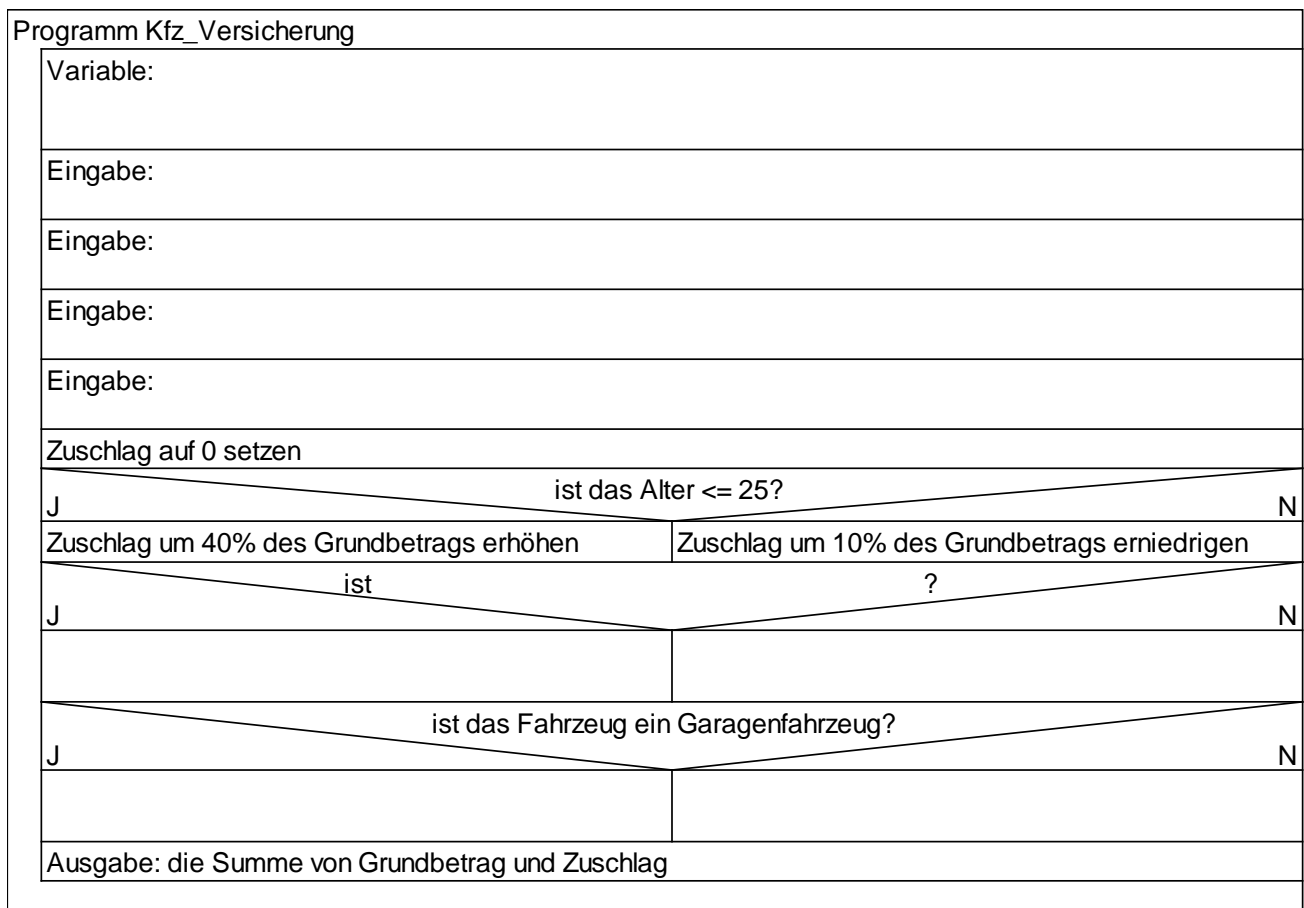 Programm Kfz_Versicherung
Variable:
Eingabe:
Eingabe:
Eingabe:
Eingabe:
Zuschlag auf 0 setzen
ist das Alter <= 25?
J N
Zuschlag um 40% des Grundbetrags erhöhen Zuschlag um 10% des Grundbetrags erniedrigen
ist ?
J N
ist das Fahrzeug ein Garagenfahrzeug?
J N
Ausgabe: die Summe von Grundbetrag und Zuschlag